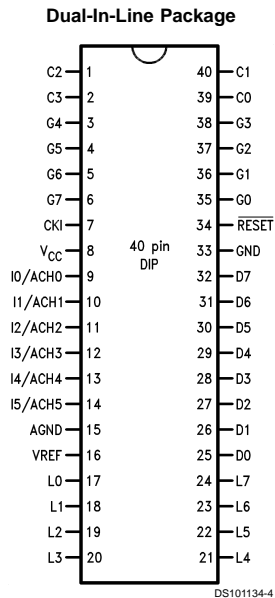 Dual-In-Line Package
C2 1 40 C1
C3 2 39 C0
G4 3 38 G3
G5 4 37 G2
G6 5 36 G1
G7 6 35 G0
CKI 7 34 RESET
VCC 8 40 pin 33 GND
I0/ACH0 9 DIP 32 D7
I1/ACH1 10 31 D6
I2/ACH2 11 30 D5
I3/ACH3 12 29 D4
I4/ACH4 13 28 D3
I5/ACH5 14 27 D2
AGND 15 26 D1
VREF 16 25 D0
L0 17 24 L7
L1 18 23 L6
L2 19 22 L5
L3 20 21 L4
DS101134-4